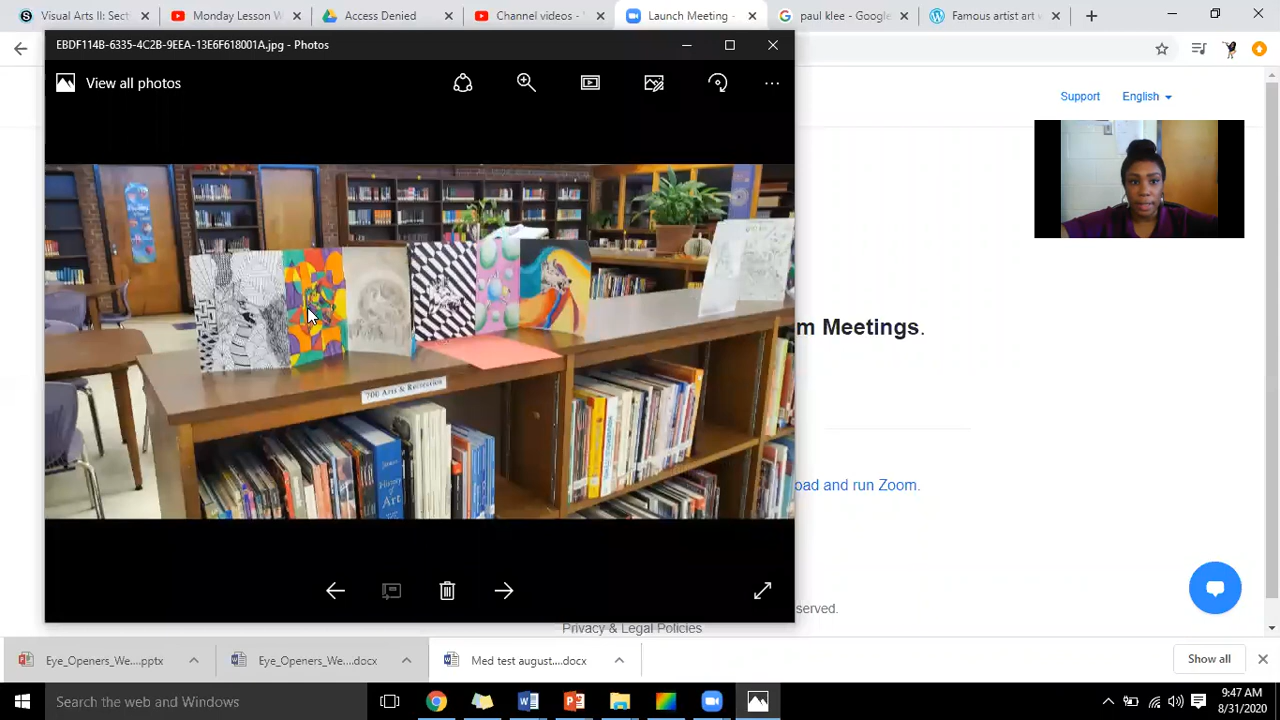 Visual Arts II: Sect
Monday Lesson W
Access Denied
Channel videos -
Launch Meeting -
paul klee - Google
Famous artist art
EBDF114B-6335-4C2B-9EEA-13E6F618001A.jpg - Photos
View all photos
Support
English
700 Arts & Recreation
History of Art
m Meetings.
oad and run Zoom.
served.
Privacy & Legal Policies
Eye_Openers_We....pptx
Eye_Openers_We....docx
Med test august....docx
Show all
Search the web and Windows
9:47 AM
8/31/2020